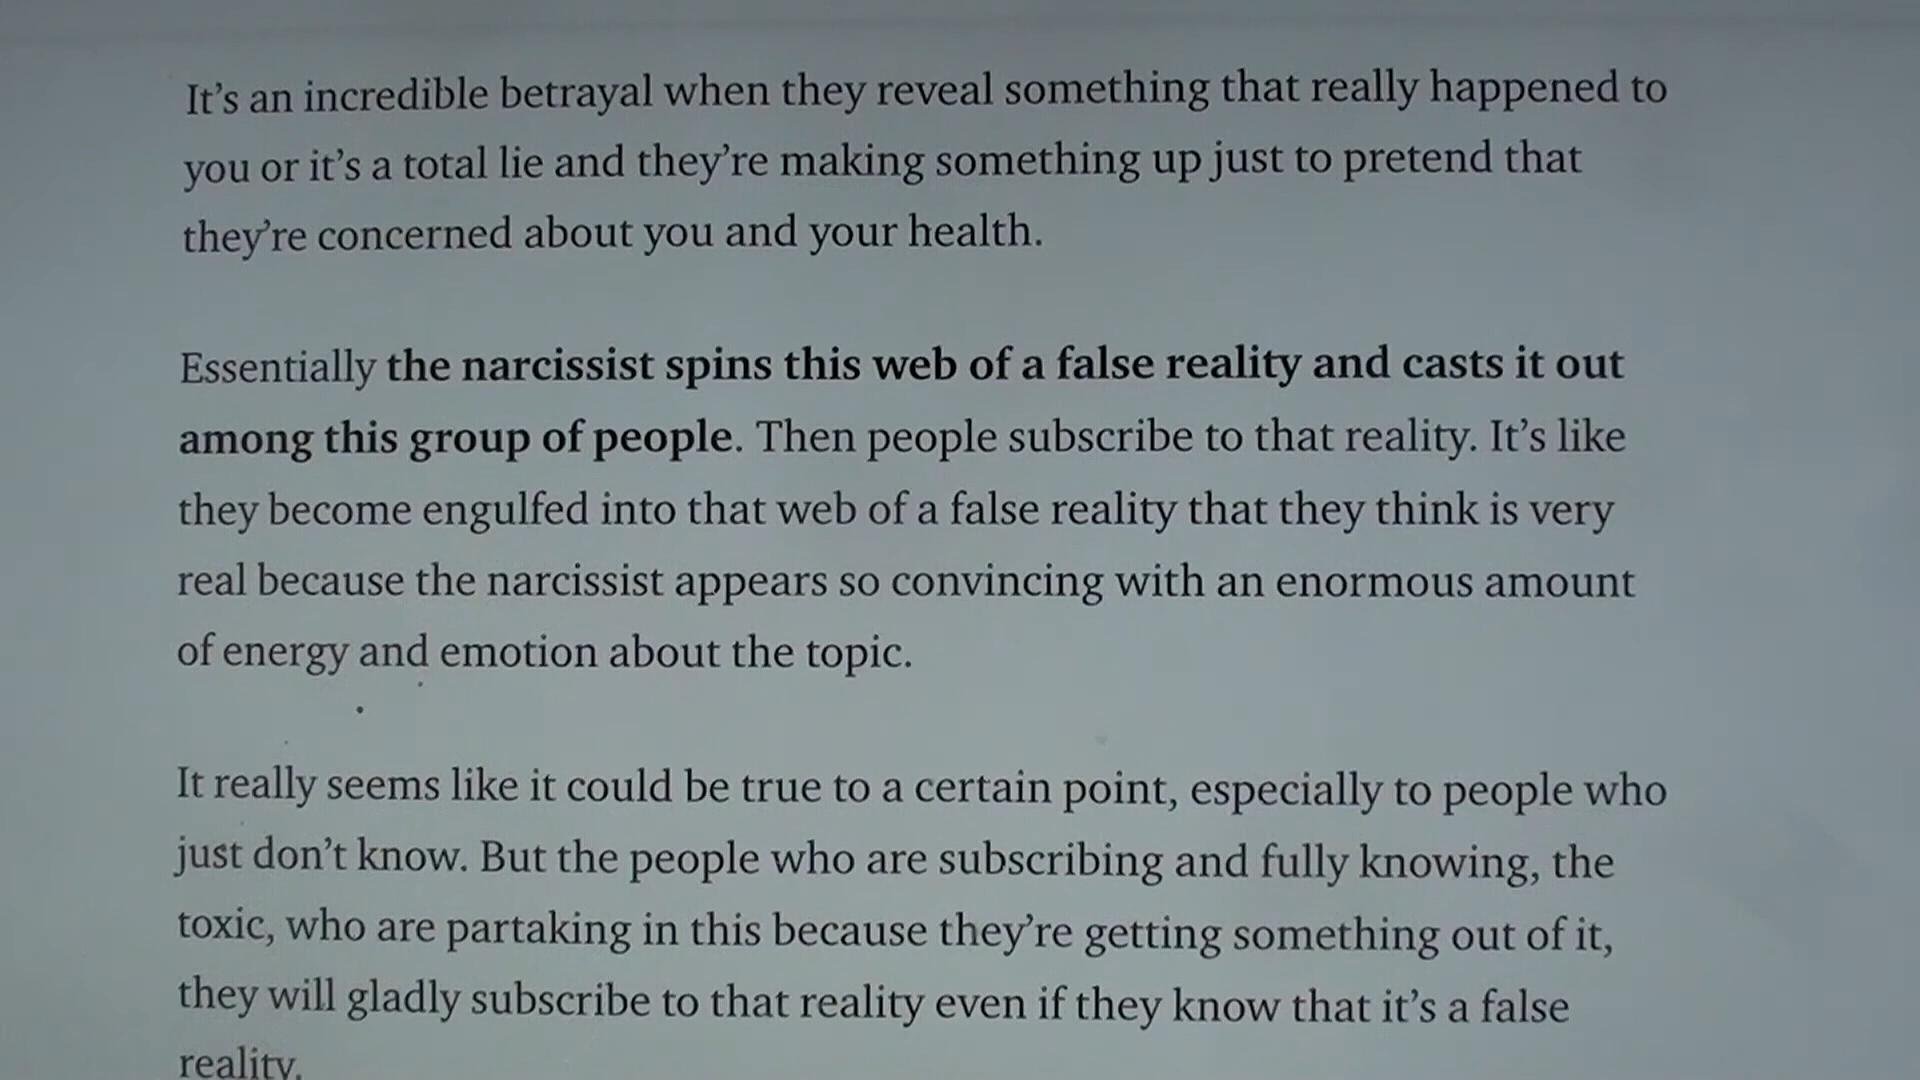 It’s an incredible betrayal when they reveal something that really happened to
you or it’s a total lie and they’re making something up just to pretend that
they’re concerned about you and your health.
Essentially the narcissist spins this web of a false reality and casts it out
among this group of people. Then people subscribe to that reality. It’s like
they become engulfed into that web of a false reality that they think is very
real because the narcissist appears so convincing with an enormous amount
of energy and emotion about the topic.
It really seems like it could be true to a certain point, especially to people who
just don’t know. But the people who are subscribing and fully knowing, the
toxic, who are partaking in this because they’re getting something out of it,
they will gladly subscribe to that reality even if they know that it’s a false
reality.